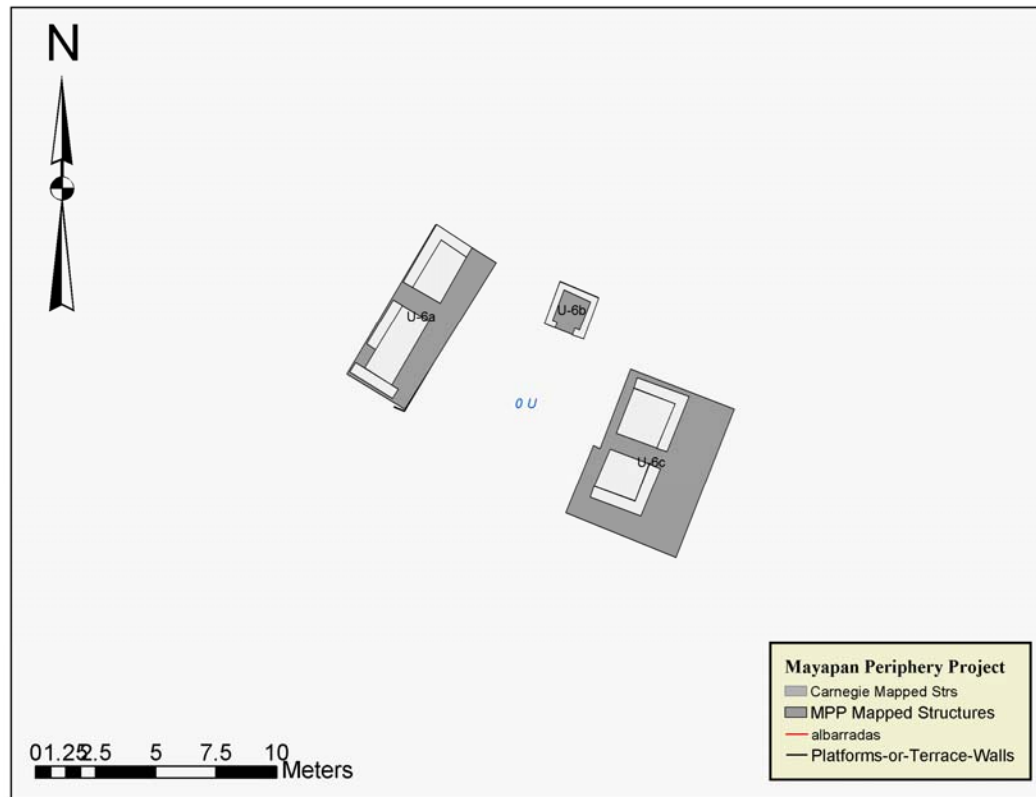 N
U-6a
U-6b
0 U
U-6c
Mayapan Periphery Project
Carnegie Mapped Strs
MPP Mapped Structures
albarradas
Platforms-or-Terrace-Walls
01.252.5 5 7.5 10
Meters